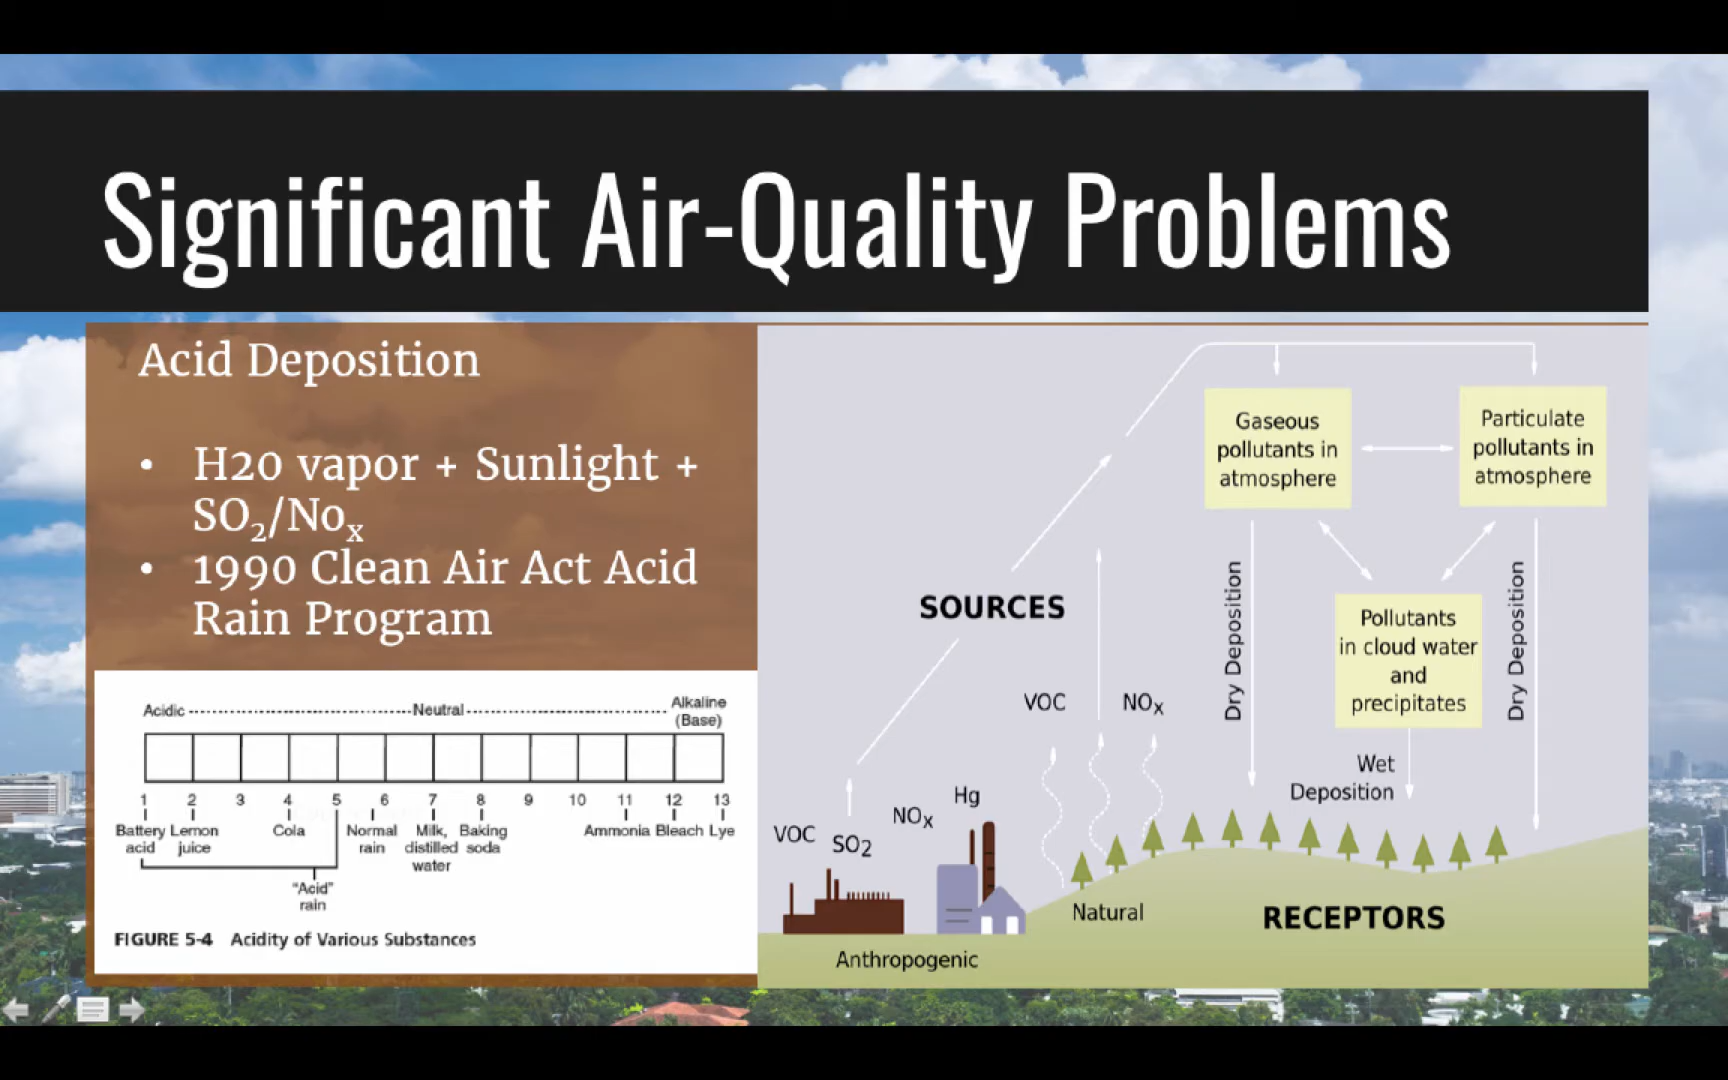 Significant Air-Quality Problems
Acid Deposition
• H20 vapor + Sunlight +
SO₂/Noₓ
• 1990 Clean Air Act Acid
Rain Program
Acidic
Neutral
Alkaline
(Base)
1 2 3 4 5 6 7 8 9 10 11 12 13
Battery
acid
Lemon
juice
Cola
Normal
rain
Milk,
distilled
water
Baking
soda
Ammonia
Bleach
Lye
"Acid"
rain
FIGURE 5-4 Acidity of Various Substances
Gaseous
pollutants in
atmosphere
Particulate
pollutants in
atmosphere
Pollutants
in cloud water
and
precipitates
Dry Deposition
Dry Deposition
Wet
Deposition
SOURCES
VOC
NOₓ
VOC
SO₂
NOₓ
Hg
Natural
Anthropogenic
RECEPTORS